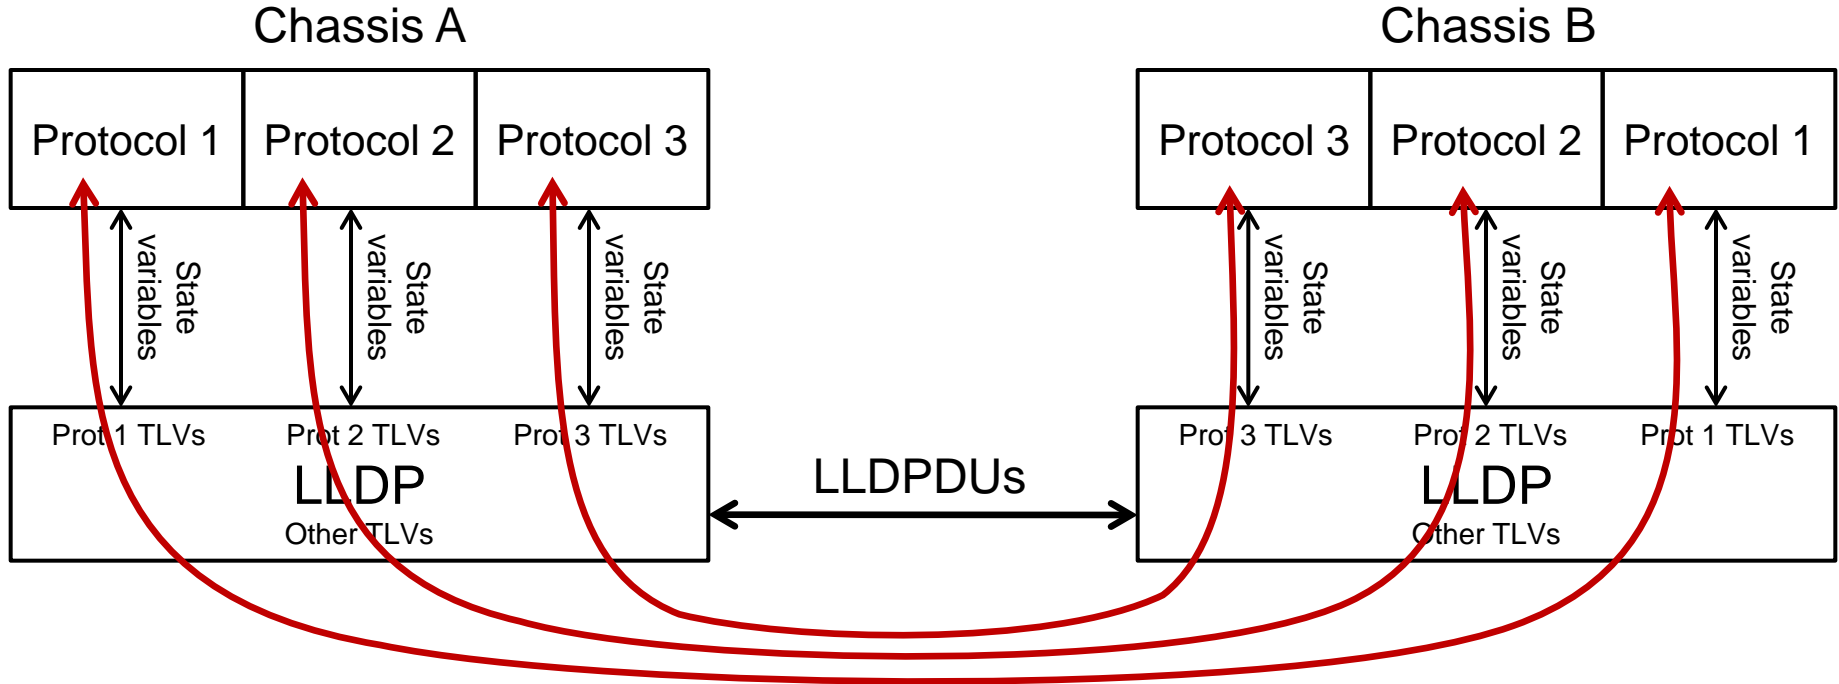 Chassis A
Chassis B
Protocol 1
Protocol 2
Protocol 3
Protocol 3
Protocol 2
Protocol 1
State
variables
State
variables
State
variables
State
variables
State
variables
State
variables
Prot 1 TLVs
Prot 2 TLVs
Prot 3 TLVs
LLDP
Other TLVs
LLDPDUs
Prot 3 TLVs
Prot 2 TLVs
Prot 1 TLVs
LLDP
Other TLVs